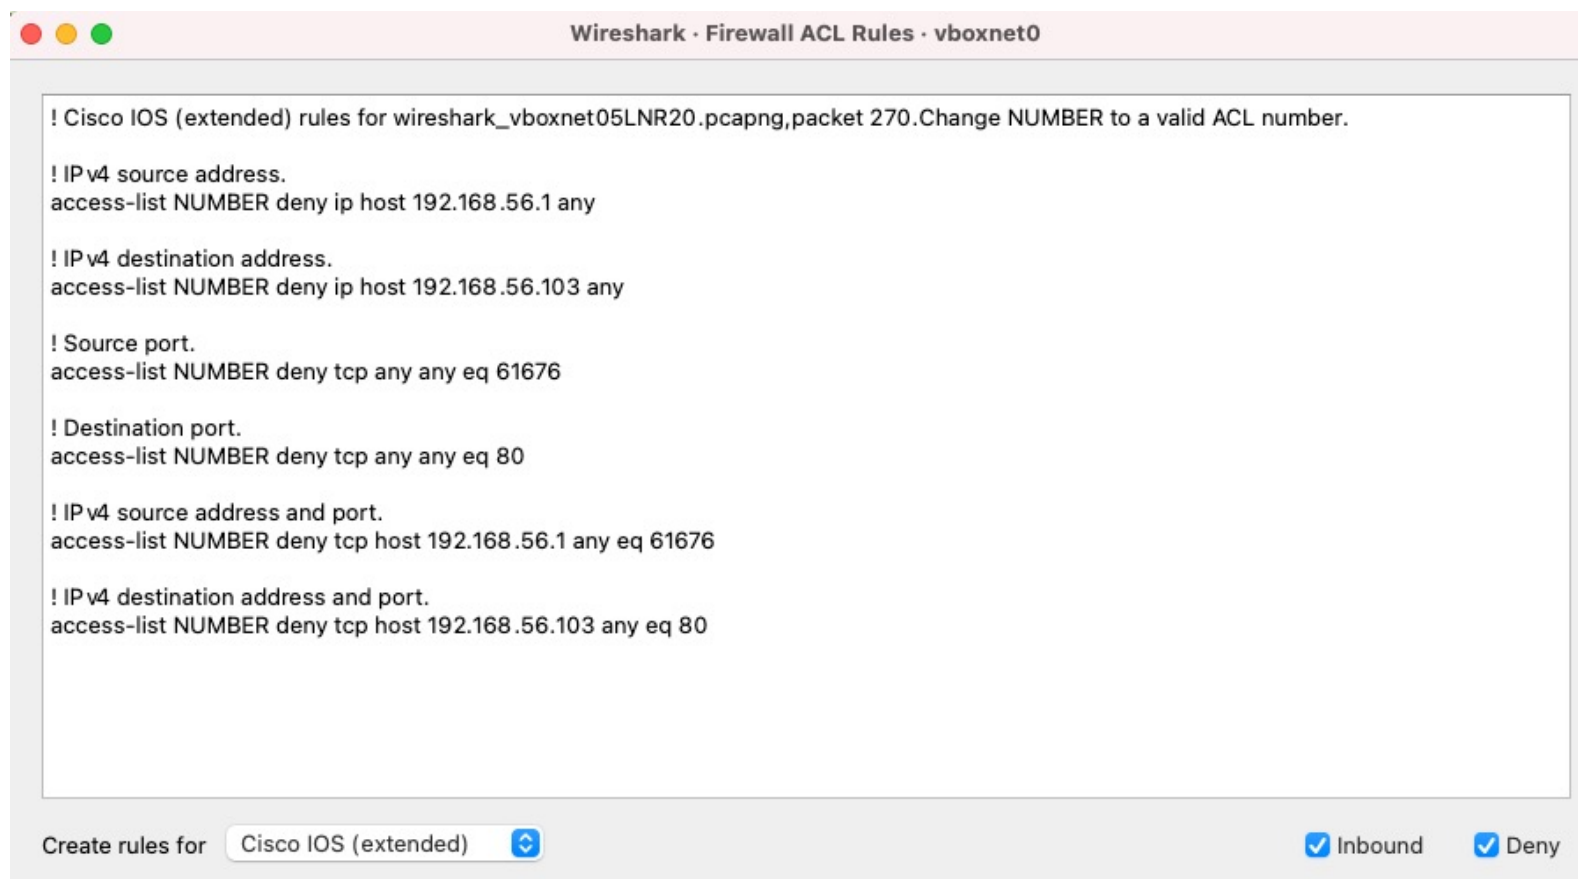 Wireshark · Firewall ACL Rules · vboxnet0
! Cisco IOS (extended) rules for wireshark_vboxnet05LNR20.pcapng,packet 270.Change NUMBER to a valid ACL number.
! IPv4 source address.
access-list NUMBER deny ip host 192.168.56.1 any
! IPv4 destination address.
access-list NUMBER deny ip host 192.168.56.103 any
! Source port.
access-list NUMBER deny tcp any any eq 61676
! Destination port.
access-list NUMBER deny tcp any any eq 80
! IPv4 source address and port.
access-list NUMBER deny tcp host 192.168.56.1 any eq 61676
! IPv4 destination address and port.
access-list NUMBER deny tcp host 192.168.56.103 any eq 80
Create rules for Cisco IOS (extended) Inbound Deny